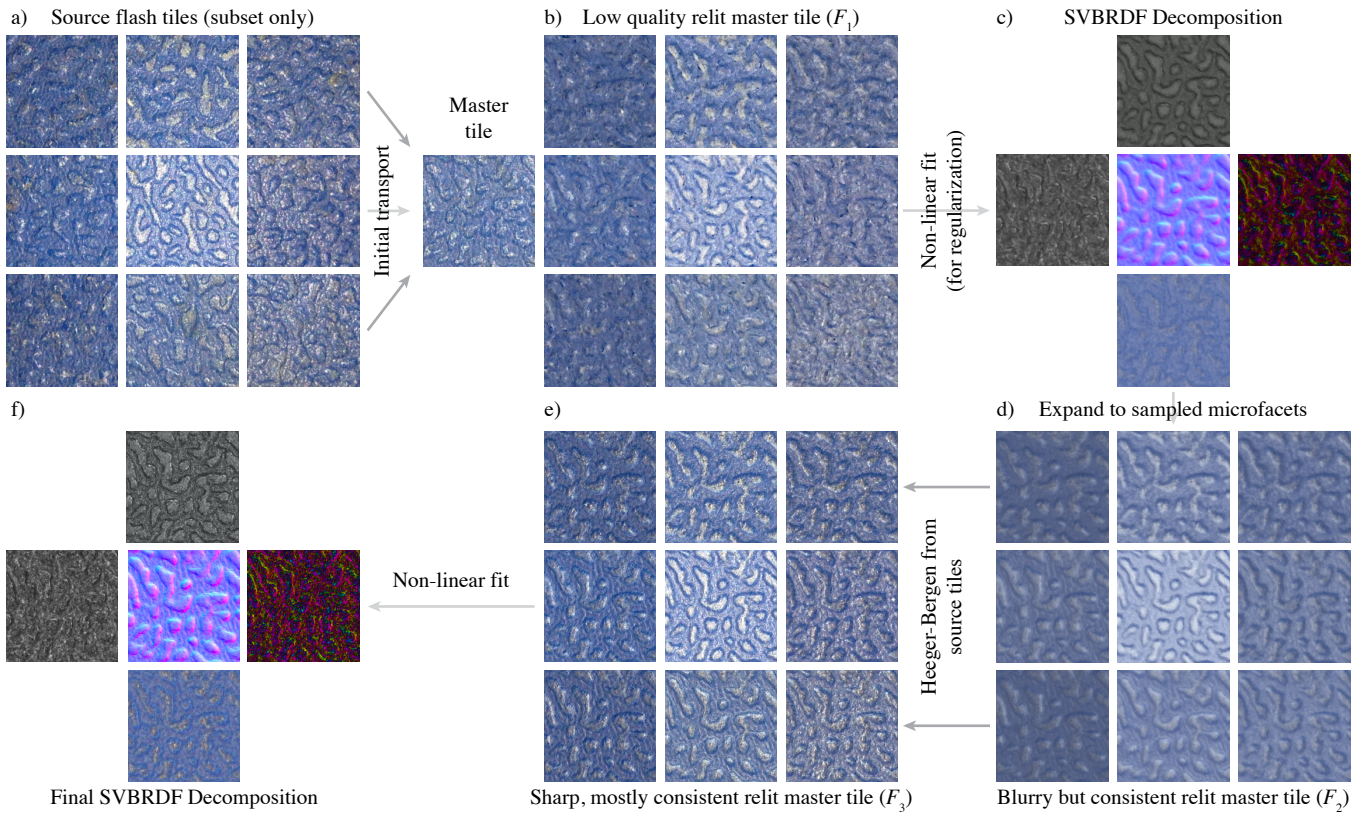 a) Source flash tiles (subset only)
b) Low quality relit master tile (F1)
c) SVBRDF Decomposition
Master
tile
Initial transport
Non-linear fit
(for regularization)
f)
e)
d) Expand to sampled microfacets
Non-linear fit
Heeger-Bergen from
source tiles
Final SVBRDF Decomposition
Sharp, mostly consistent relit master tile (F3)
Blurry but consistent relit master tile (F2)